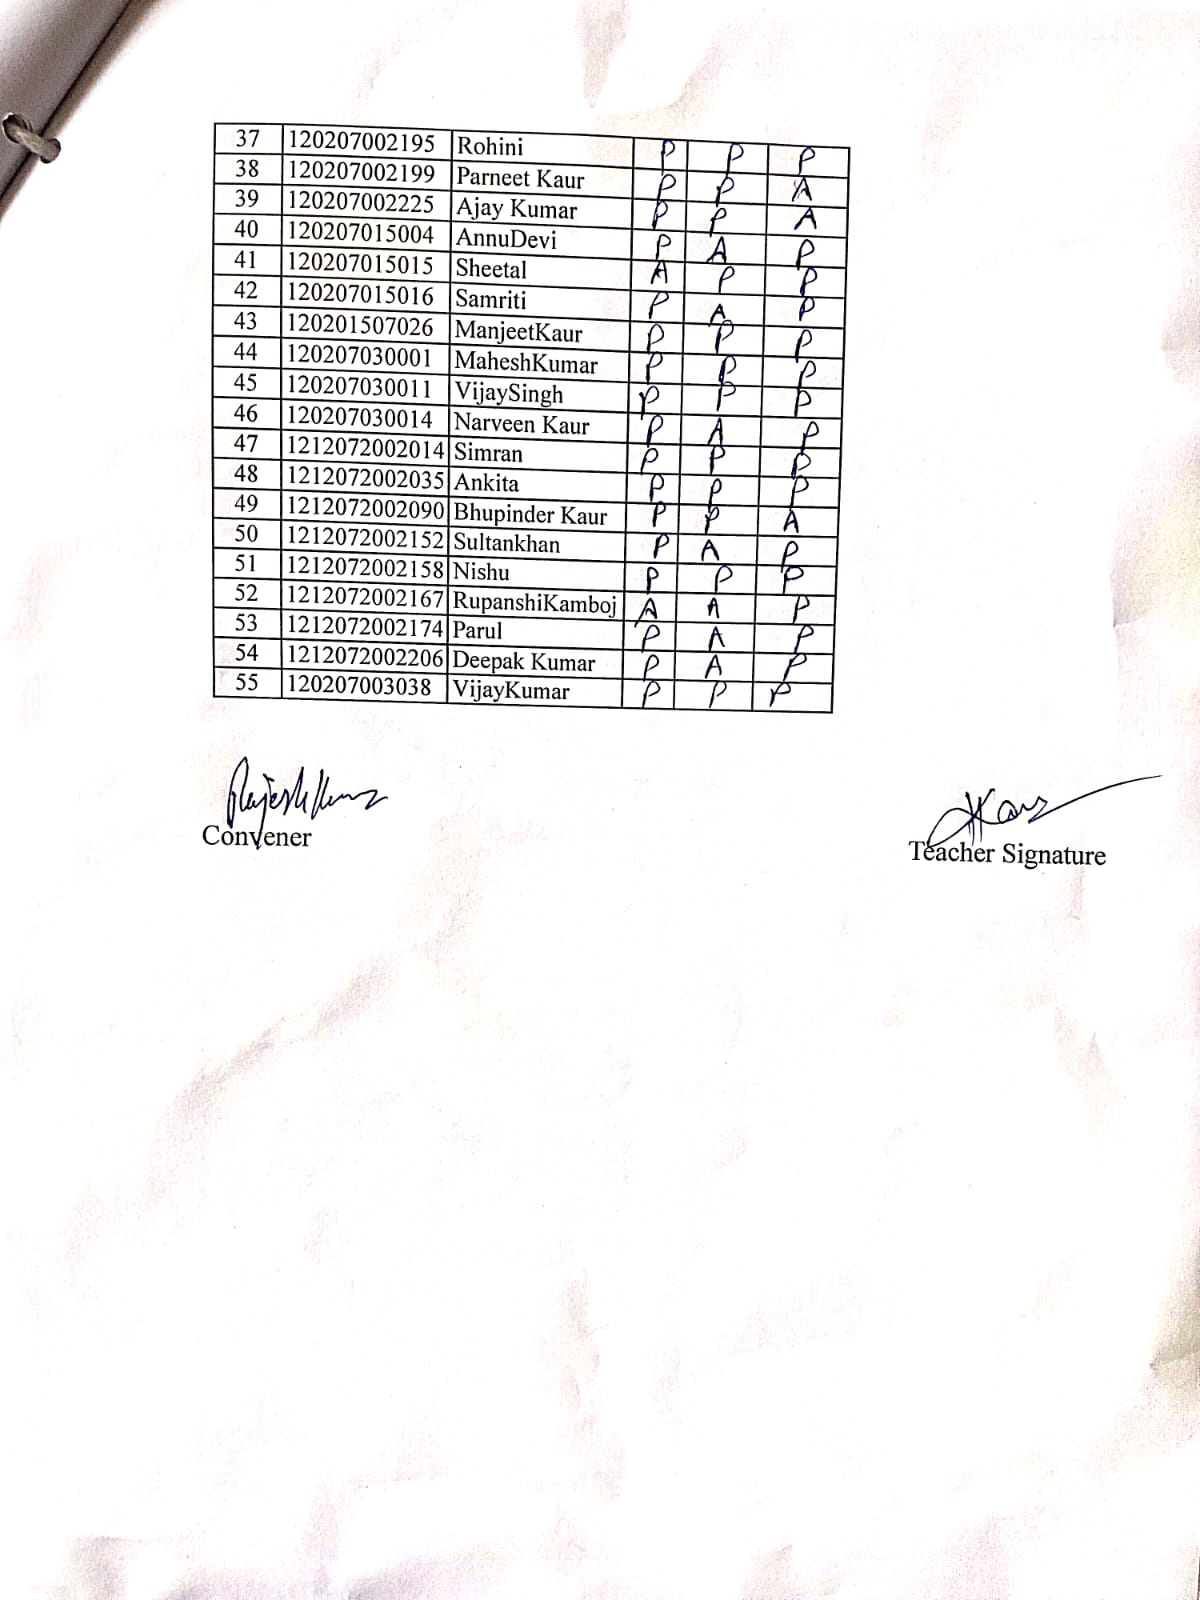 37 120207002195 Rohini P P P
38 120207002199 Parneet Kaur P P A
39 120207002225 Ajay Kumar P P A
40 120207015004 AnnuDevi P A P
41 120207015015 Sheetal A P P
42 120207015016 Samriti P A P
43 120201507026 ManjeetKaur P P P
44 120207030001 MaheshKumar P P P
45 120207030011 VijaySingh P P P
46 120207030014 Narveen Kaur P A P
47 1212072002014 Simran P P P
48 1212072002035 Ankita P P P
49 1212072002090 Bhupinder Kaur P P A
50 1212072002152 Sultankhan P A P
51 1212072002158 Nishu P P P
52 1212072002167 RupanshiKamboj A A P
53 1212072002174 Parul P A P
54 1212072002206 Deepak Kumar P A P
55 120207003038 VijayKumar P P P
Convener
Teacher Signature